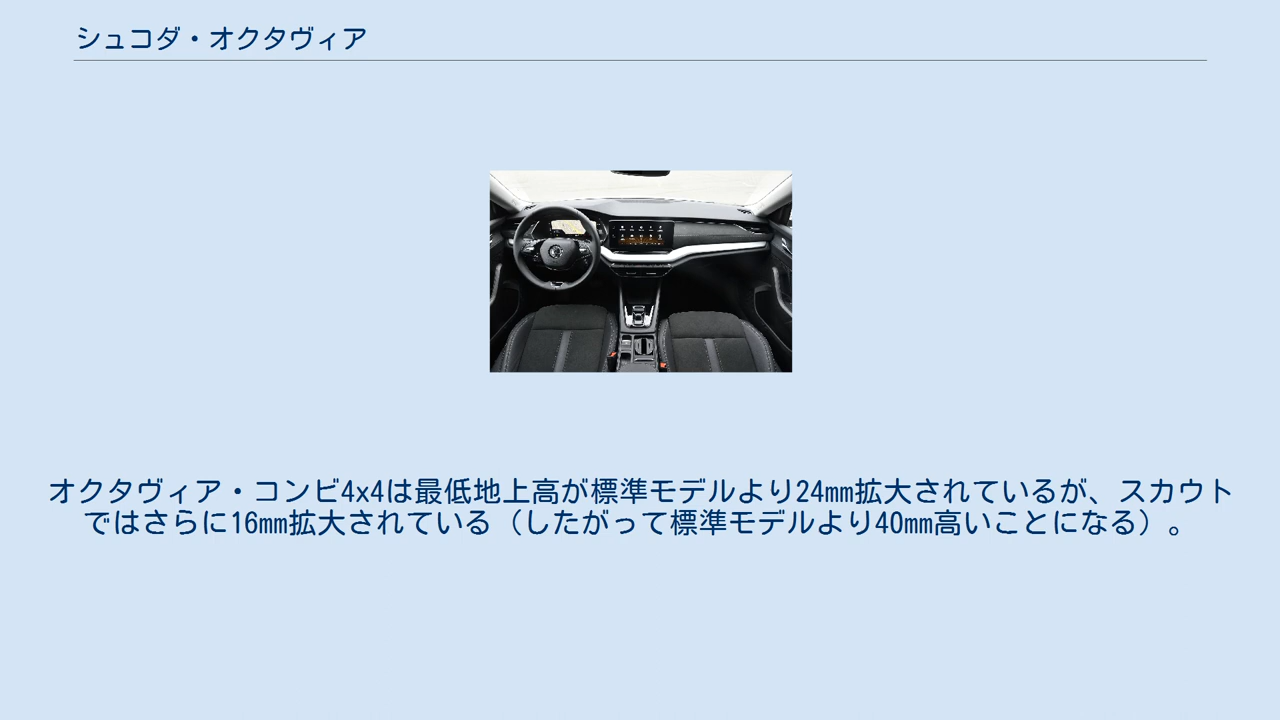 シュコダ・オクタヴィア
オクタヴィア・コンビ4x4は最低地上高が標準モデルより24mm拡大されているが、スカウト
ではさらに16mm拡大されている（したがって標準モデルより40mm高いことになる）。